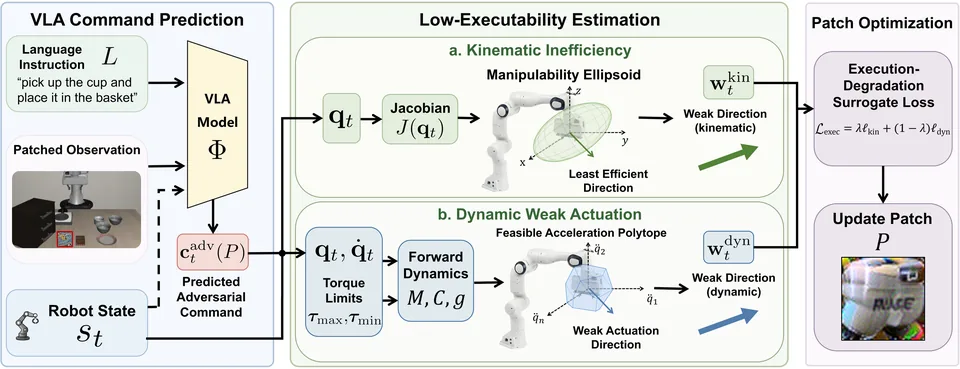 VLA Command Prediction
Language
Instruction L
"pick up the cup and
place it in the basket"
Patched Observation
VLA
Model
Φ
c_t^adv(P)
Predicted
Adversarial
Command
Robot State
s_t
Low-Executability Estimation
a. Kinematic Inefficiency
q_t
Jacobian
J(q_t)
Manipulability Ellipsoid
z
y
x
Least Efficient
Direction
w_t^kin
Weak Direction
(kinematic)
b. Dynamic Weak Actuation
q_t, q̇_t
Torque
Limits
τ_max, τ_min
Forward
Dynamics
M, C, g
Feasible Acceleration Polytope
q̈_2
q̈_1
q̈_n
Weak Actuation
Direction
w_t^dyn
Weak Direction
(dynamic)
Patch Optimization
Execution-
Degradation
Surrogate Loss
ℒ_exec = λℓ_kin + (1 − λ)ℓ_dyn
Update Patch
P